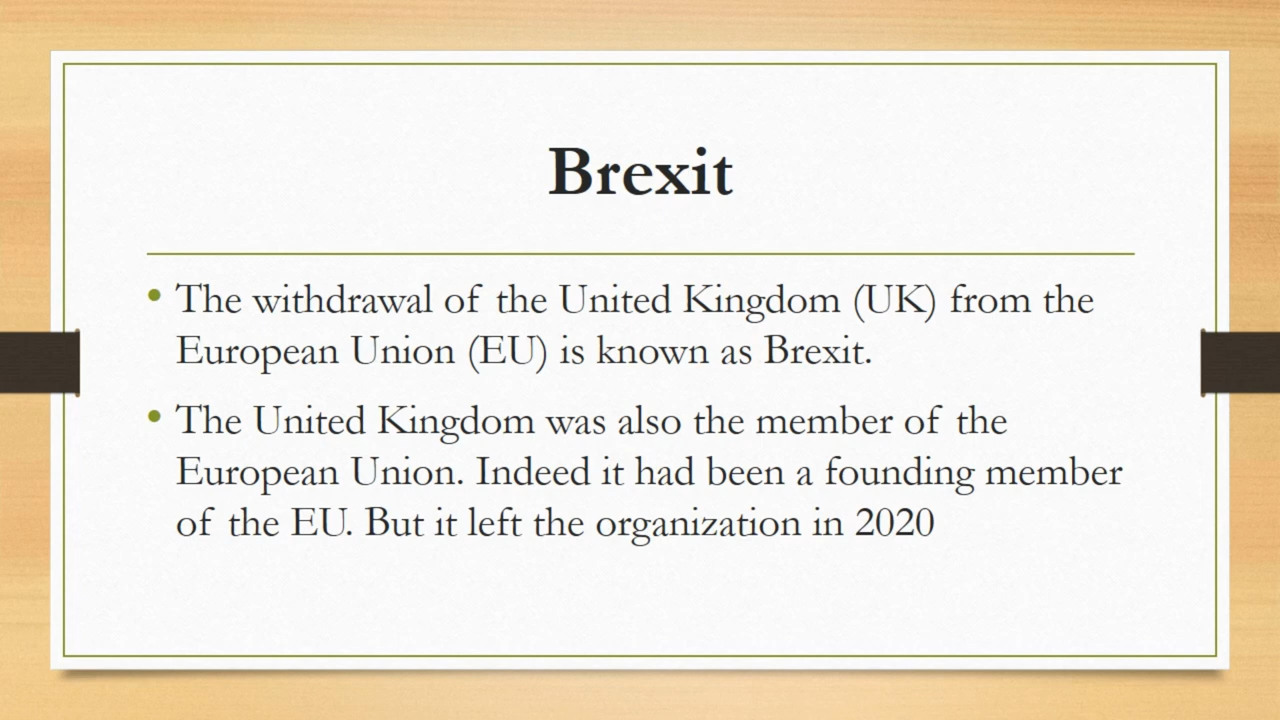 Brexit
• The withdrawal of the United Kingdom (UK) from the
European Union (EU) is known as Brexit.
• The United Kingdom was also the member of the
European Union. Indeed it had been a founding member
of the EU. But it left the organization in 2020